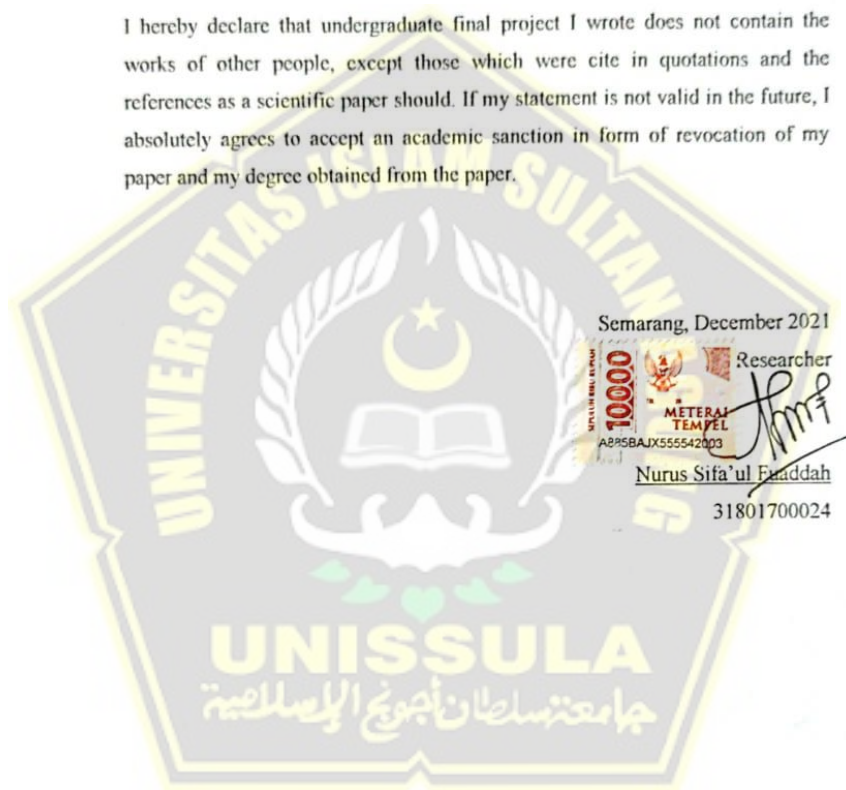 I hereby declare that undergraduate final project I wrote does not contain the
works of other people, except those which were cite in quotations and the
references as a scientific paper should. If my statement is not valid in the future, I
absolutely agrees to accept an academic sanction in form of revocation of my
paper and my degree obtained from the paper.
UNIVERSITAS ISLAM SULTAN AGUNG
Semarang, December 2021
Researcher
SEPULUH RIBU RUPIAH
10000
METERAI
TEMPEL
Nurus Sifa'ul Fuaddah
31801700024
UNISSULA
جامعة سلطان أجونج الإسلامية